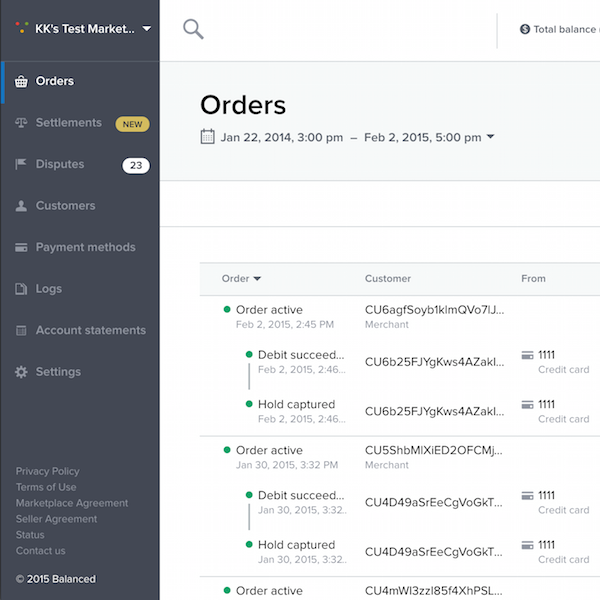 KK's Test Market...
Total balance
Orders
Settlements NEW
Disputes 23
Customers
Payment methods
Logs
Account statements
Settings
Privacy Policy
Terms of Use
Marketplace Agreement
Seller Agreement
Status
Contact us
© 2015 Balanced
Orders
Jan 22, 2014, 3:00 pm – Feb 2, 2015, 5:00 pm
Order Customer From
Order active CU6agfSoyb1klmQVo7lJ...
Feb 2, 2015, 2:45 PM Merchant
Debit succeed... CU6b25FJYgKws4AZakl... 1111
Feb 2, 2015, 2:46... Credit card
Hold captured CU6b25FJYgKws4AZakl... 1111
Feb 2, 2015, 2:46... Credit card
Order active CU5ShbMlXiED2OFCMj...
Jan 30, 2015, 3:32 PM Merchant
Debit succeed... CU4D49aSrEeCgVoGkT... 1111
Jan 30, 2015, 3:32.. Credit card
Hold captured CU4D49aSrEeCgVoGkT... 1111
Jan 30, 2015, 3:32.. Credit card
Order active CU4mWl3zzl85f4XhPSL...